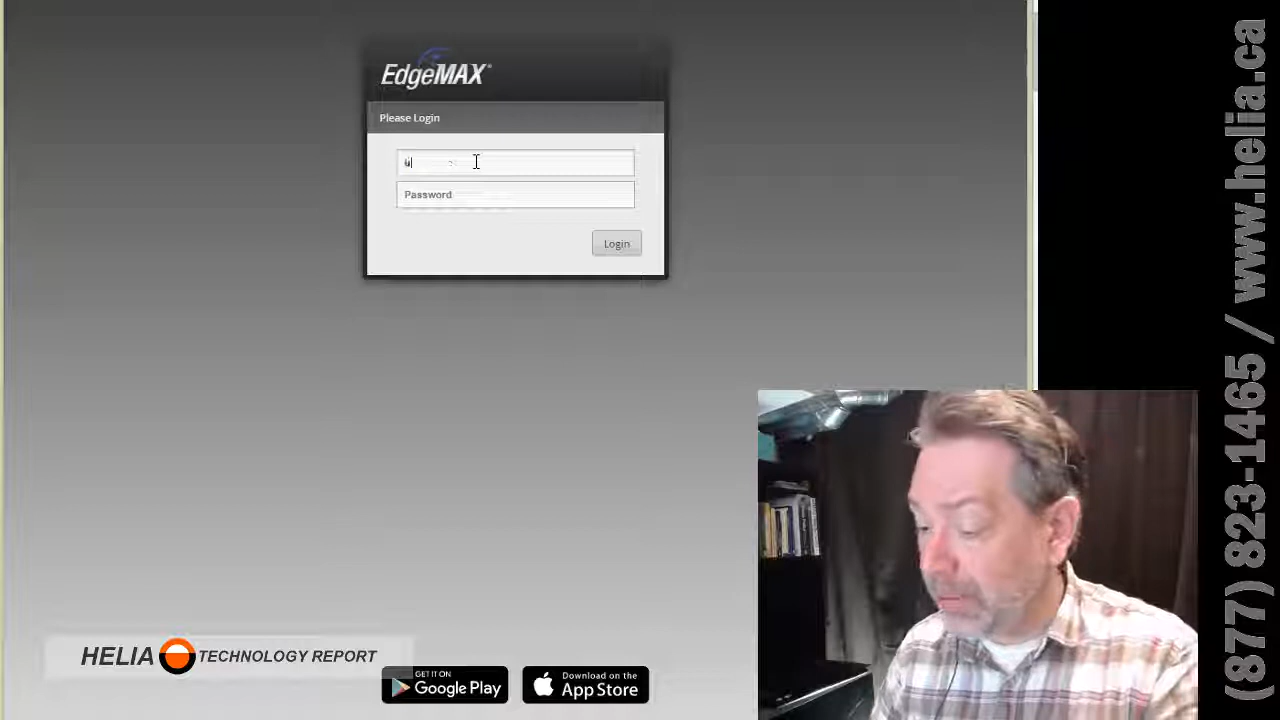 EdgeMAX®
Please Login
Password
Login
HELIA TECHNOLOGY REPORT
GET IT ON
Google Play
Download on the
App Store
(877) 823-1465 / www.helia.ca